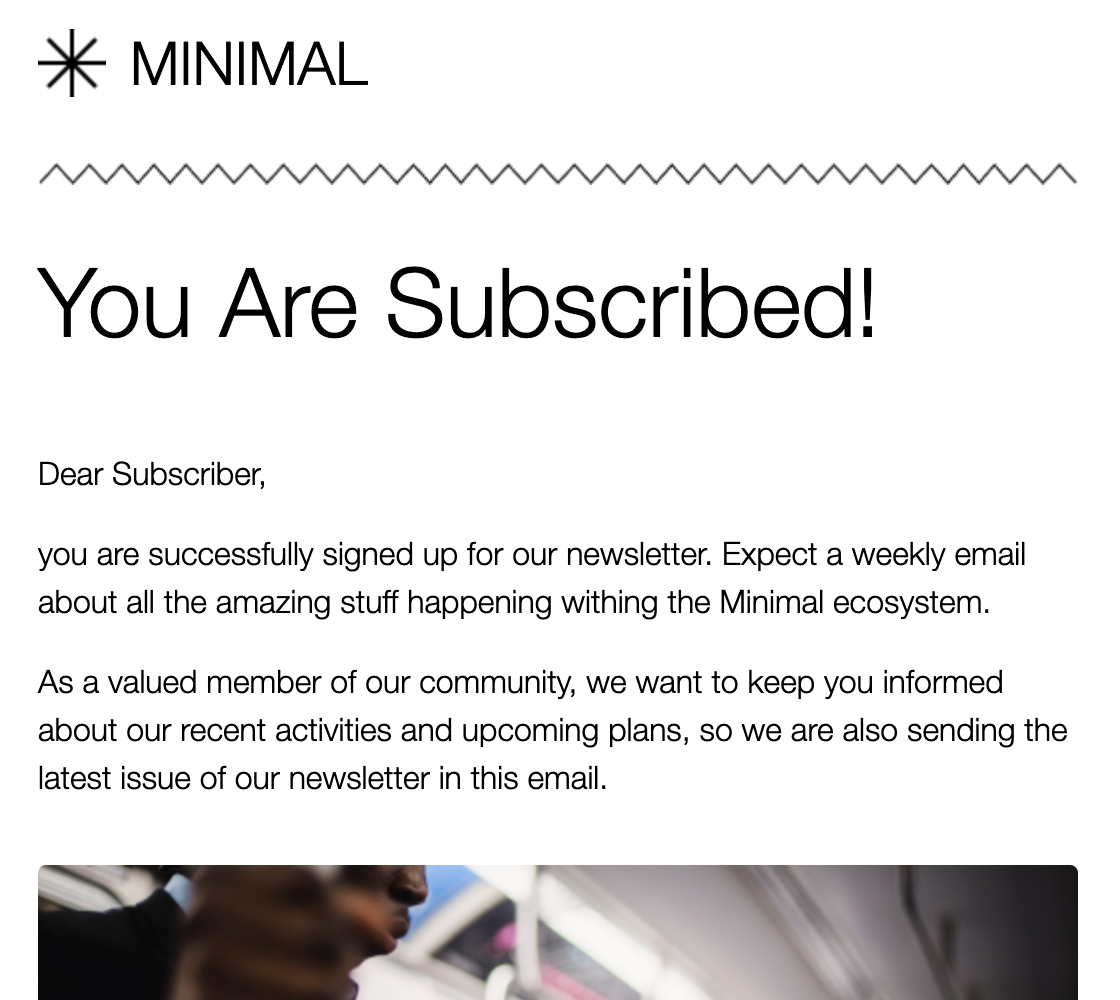 MINIMAL
You Are Subscribed!
Dear Subscriber,
you are successfully signed up for our newsletter. Expect a weekly email
about all the amazing stuff happening withing the Minimal ecosystem.
As a valued member of our community, we want to keep you informed
about our recent activities and upcoming plans, so we are also sending the
latest issue of our newsletter in this email.